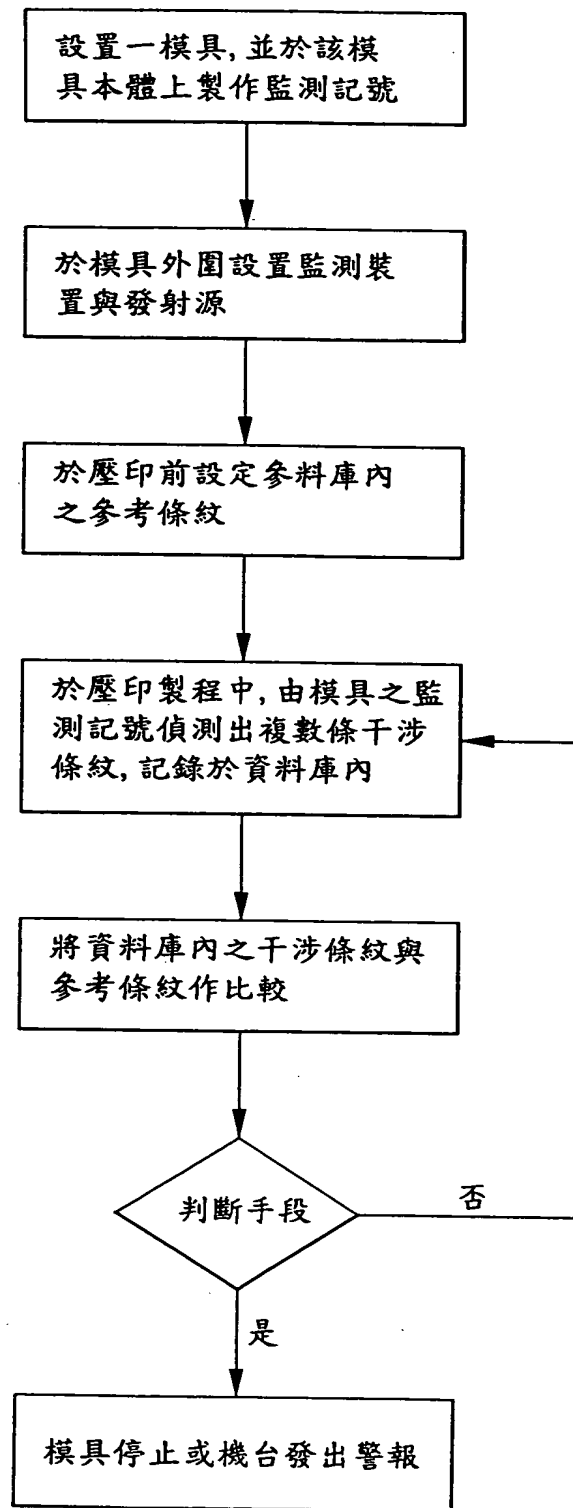 設置一模具,並於該模
具本體上製作監測記號
於模具外圍設置監測裝
置與發射源
於壓印前設定參料庫內
之參考條紋
於壓印製程中,由模具之監
測記號偵測出複數條干涉
條紋,記錄於資料庫內
將資料庫內之干涉條紋與
參考條紋作比較
判斷手段
否
是
模具停止或機台發出警報